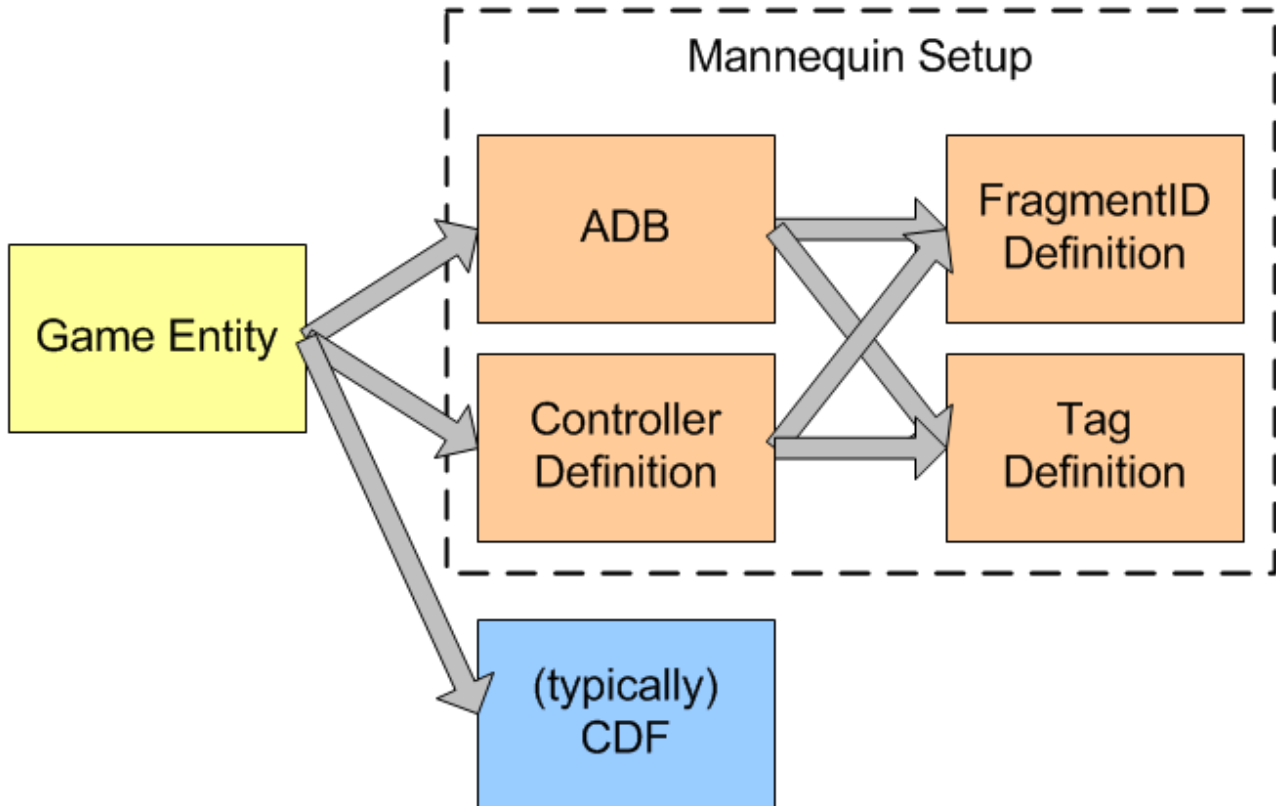 Mannequin Setup
ADB
FragmentID
Definition
Game Entity
Controller
Definition
Tag
Definition
(typically)
CDF